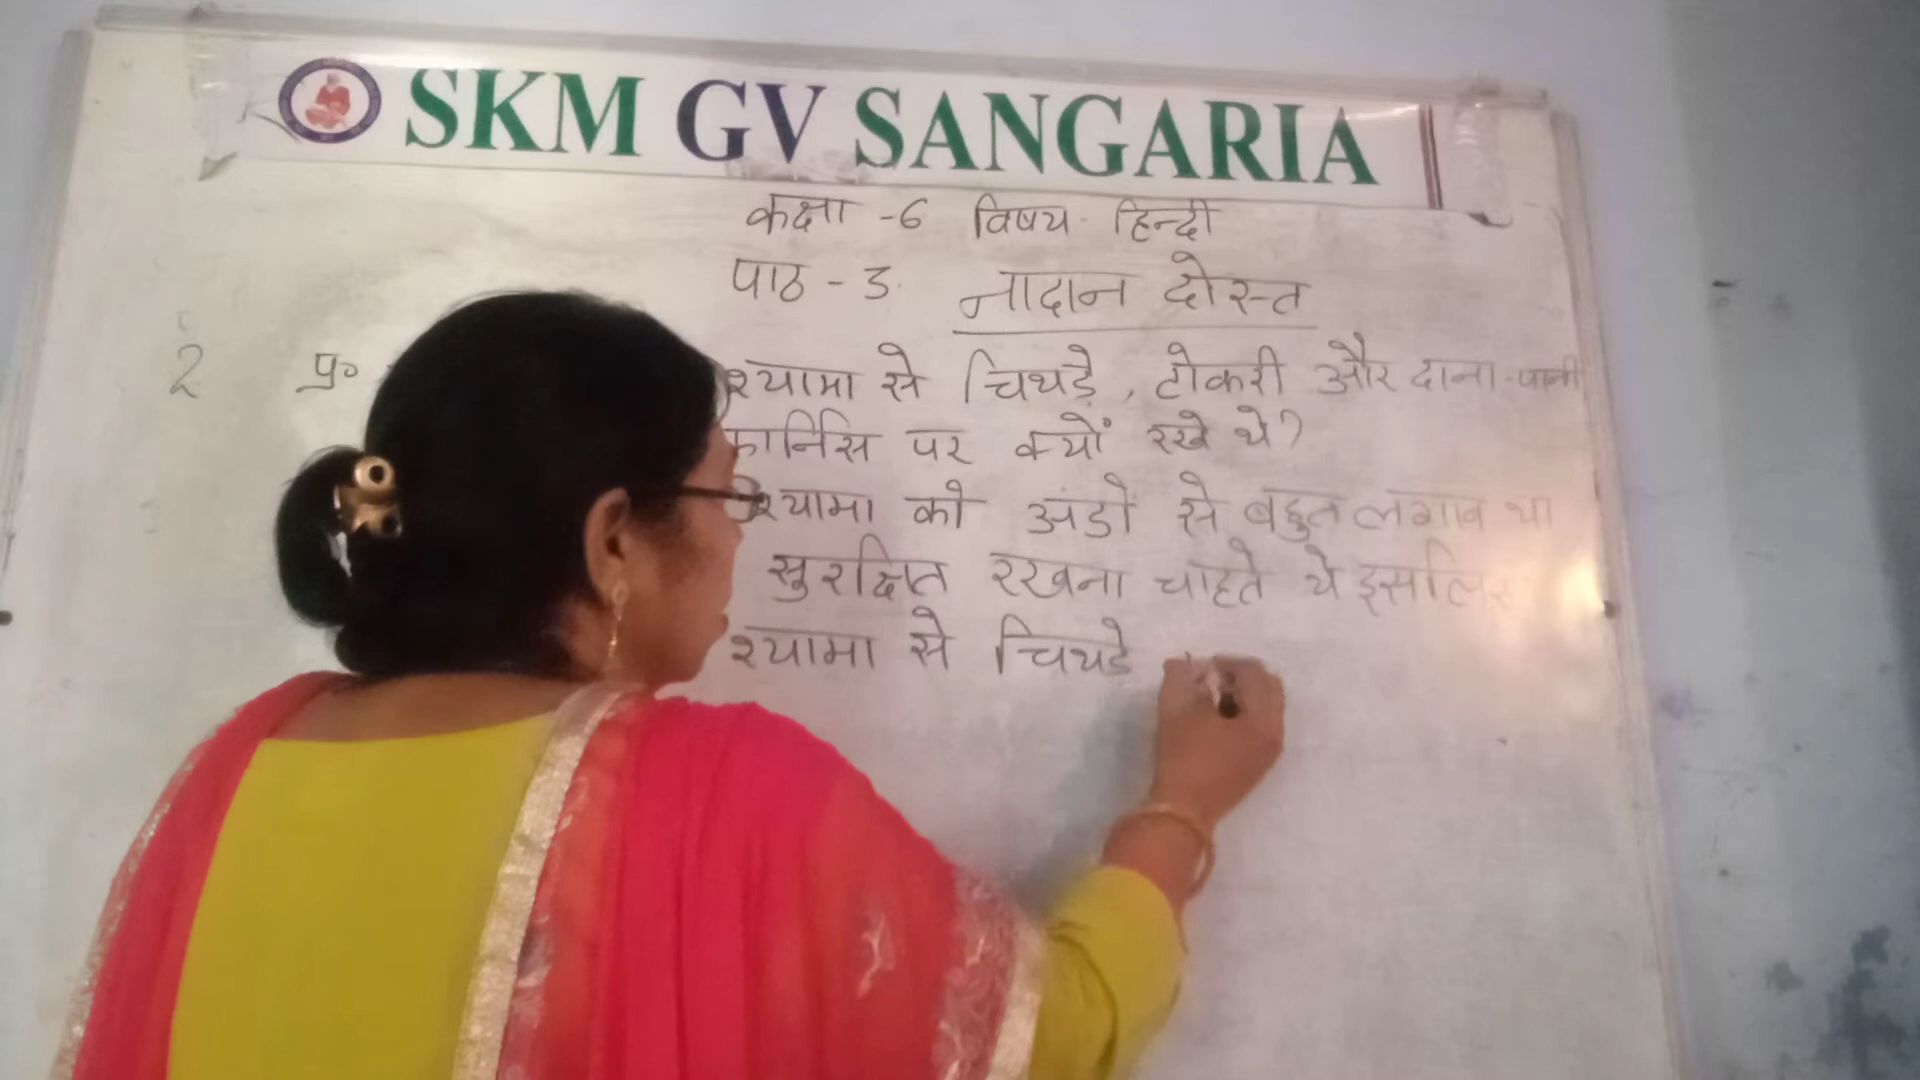 SKM GV SANGARIA
कक्षा -6 विषय- हिन्दी
पाठ - 3. नादान दोस्त
2 प्र॰ श्यामा से चिथड़े, टोकरी और दाना-पानी
कार्निस पर क्यों रखे थे?
श्यामा को अंडो से बहुत लगाव था
सुरक्षित रखना चाहते थे इसलिए
श्यामा से चिथडे